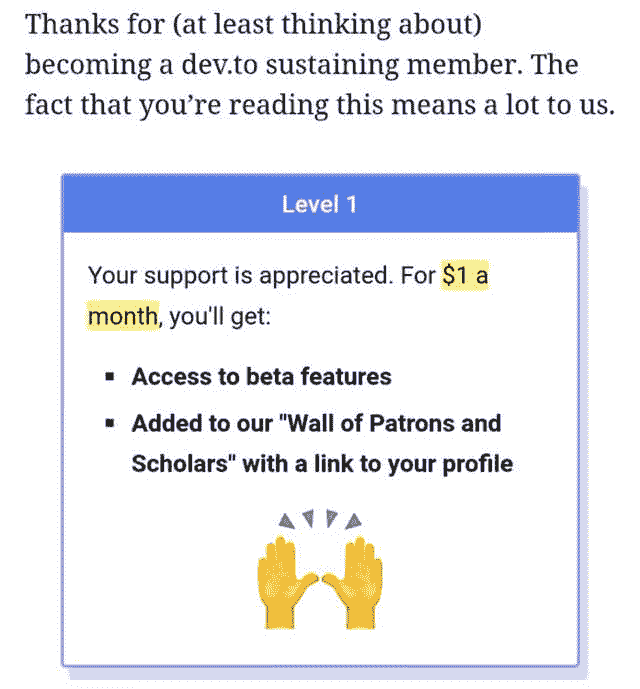 Thanks for (at least thinking about)
becoming a dev.to sustaining member. The
fact that you’re reading this means a lot to us.
Level 1
Your support is appreciated. For $1 a
month, you'll get:
▪ Access to beta features
▪ Added to our "Wall of Patrons and
Scholars" with a link to your profile